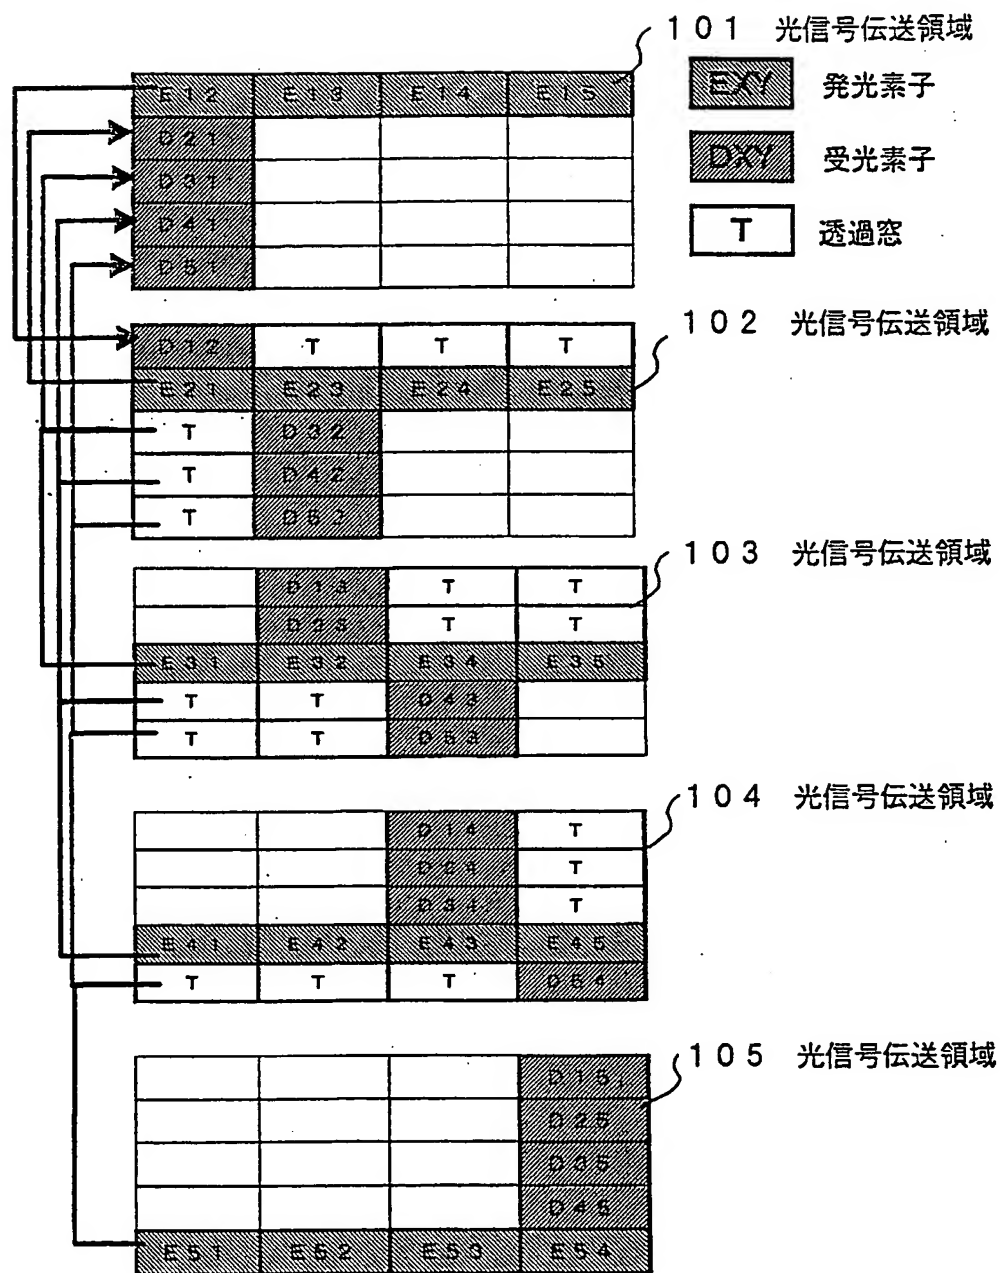 101 光信号伝送領域
E12 E13 E14 E15
D21
D31
D41
D51
EXY 発光素子
DXY 受光素子
T 透過窓
102 光信号伝送領域
D12 T T T
E21 E23 E24 E25
T D32
T D42
T D52
103 光信号伝送領域
D13 T T
D23 T T
E31 E32 E34 E35
T T D43
T T D53
104 光信号伝送領域
D14 T
D24 T
D34 T
E41 E42 E43 E45
T T T D54
105 光信号伝送領域
D15
D25
D35
D45
E51 E52 E53 E54